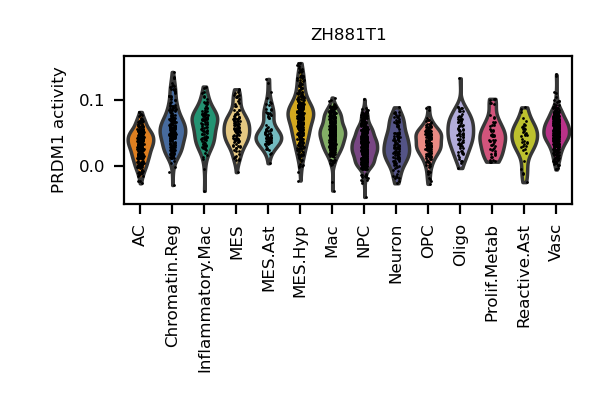 ZH881T1
PRDM1 activity
0.1
0.0
AC
Chromatin.Reg
Inflammatory.Mac
MES
MES.Ast
MES.Hyp
Mac
NPC
Neuron
OPC
Oligo
Prolif.Metab
Reactive.Ast
Vasc